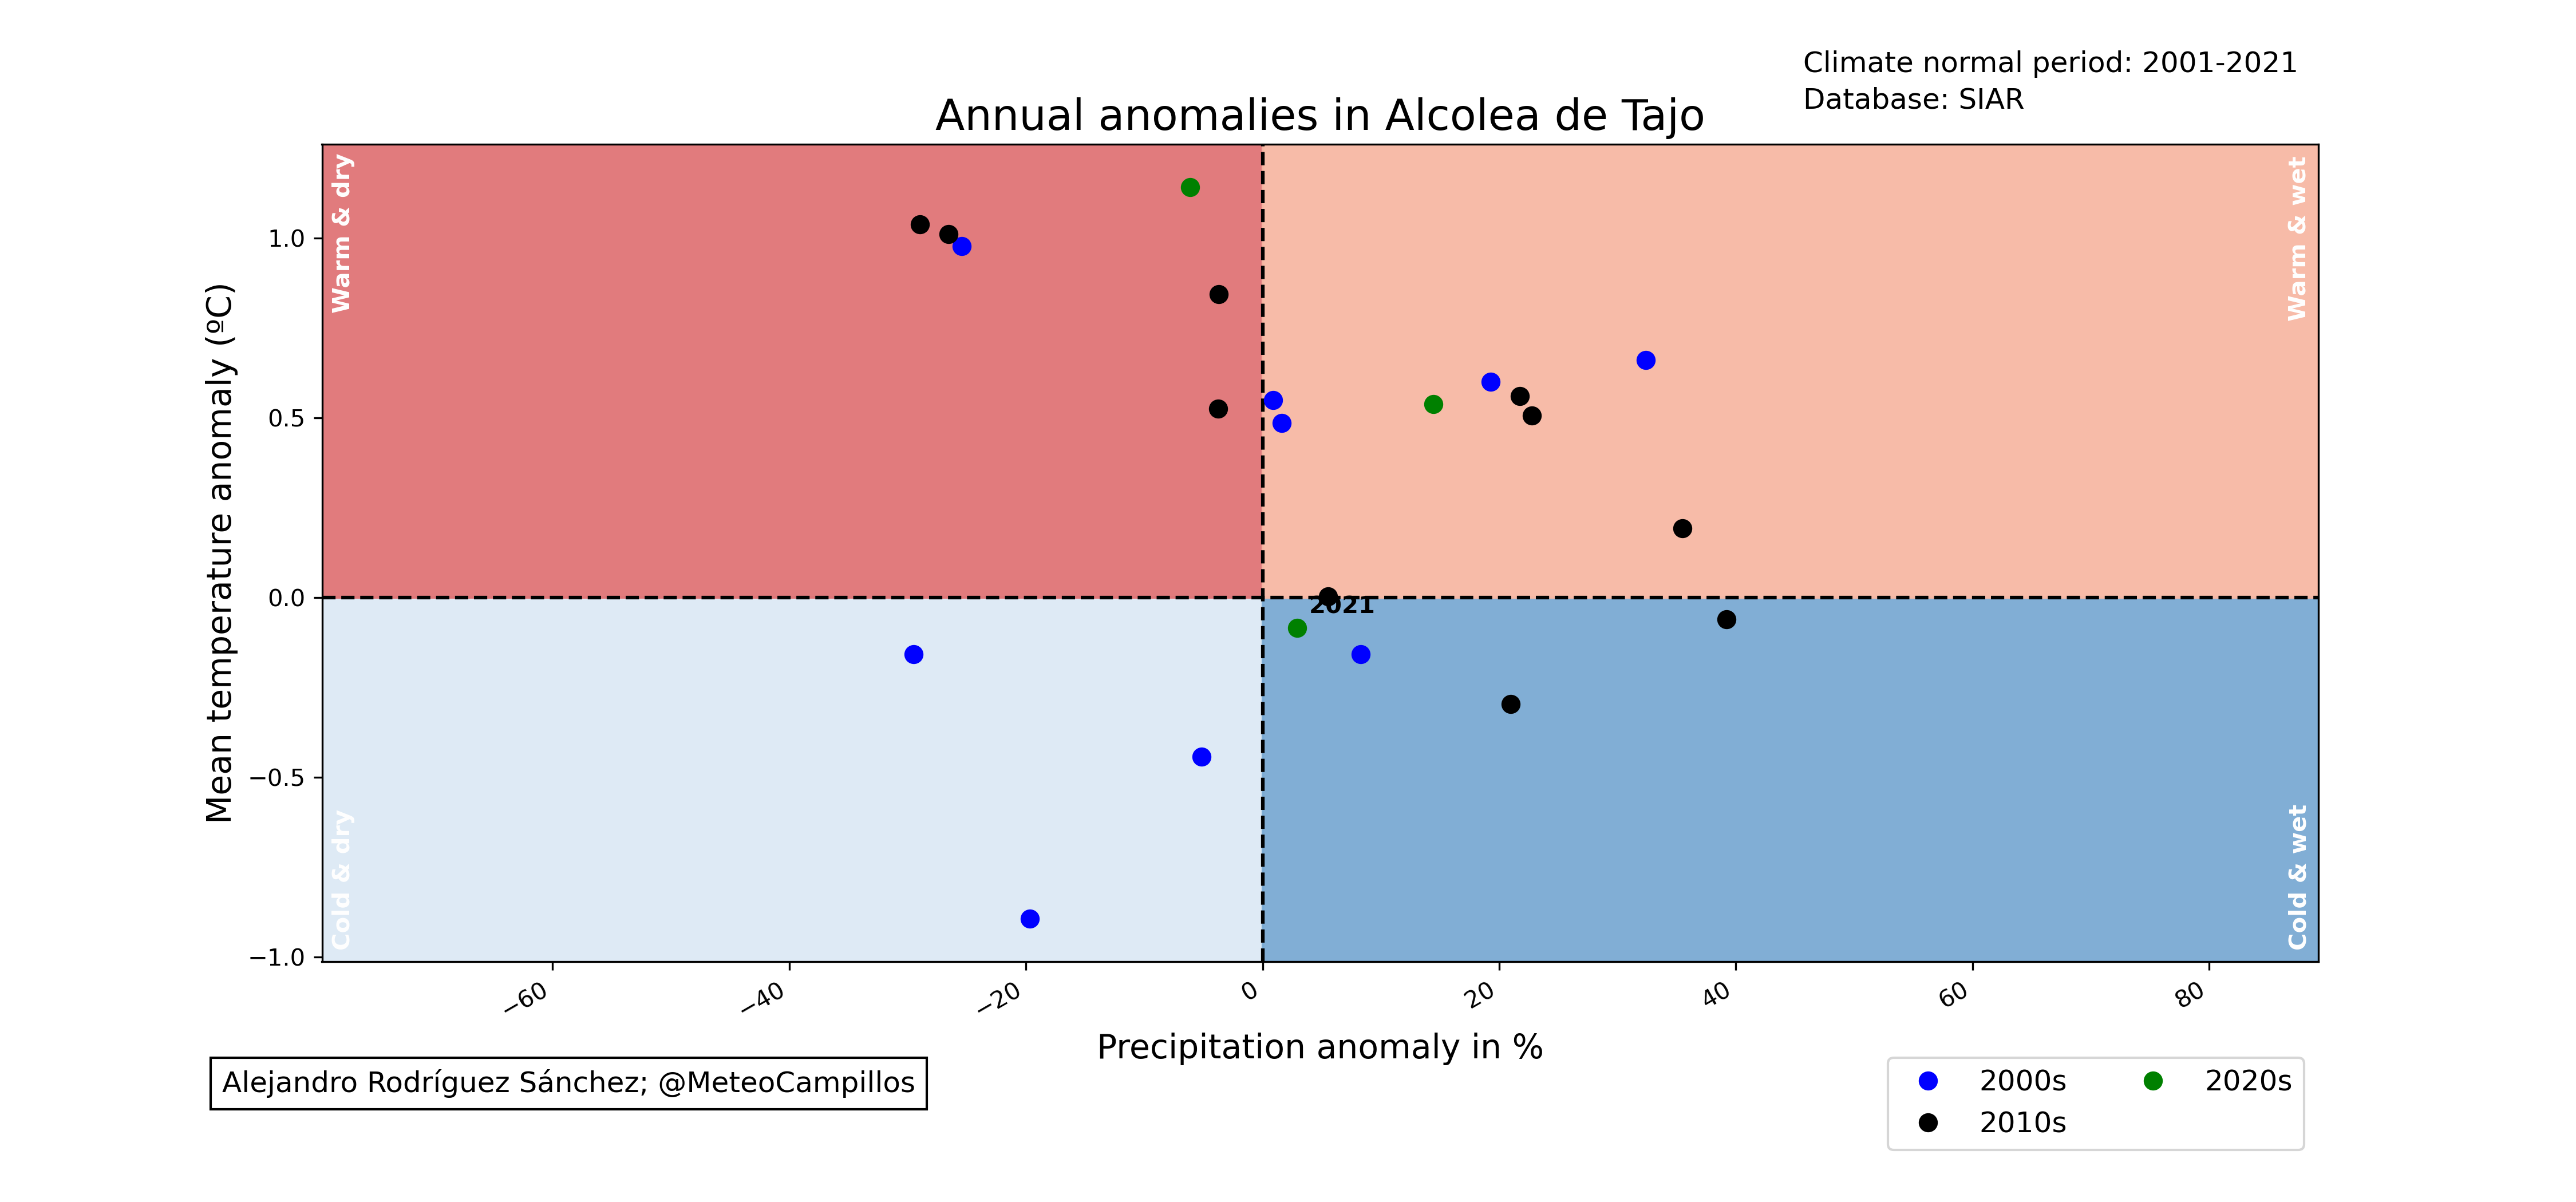 Climate normal period: 2001-2021
Database: SIAR
Annual anomalies in Alcolea de Tajo
Warm & dry
Warm & wet
Mean temperature anomaly (ºC)
1.0
0.5
0.0
−0.5
−1.0
2021
Cold & dry
Cold & wet
−60
−40
−20
0
20
40
60
80
Precipitation anomaly in %
Alejandro Rodríguez Sánchez; @MeteoCampillos
2000s
2010s
2020s